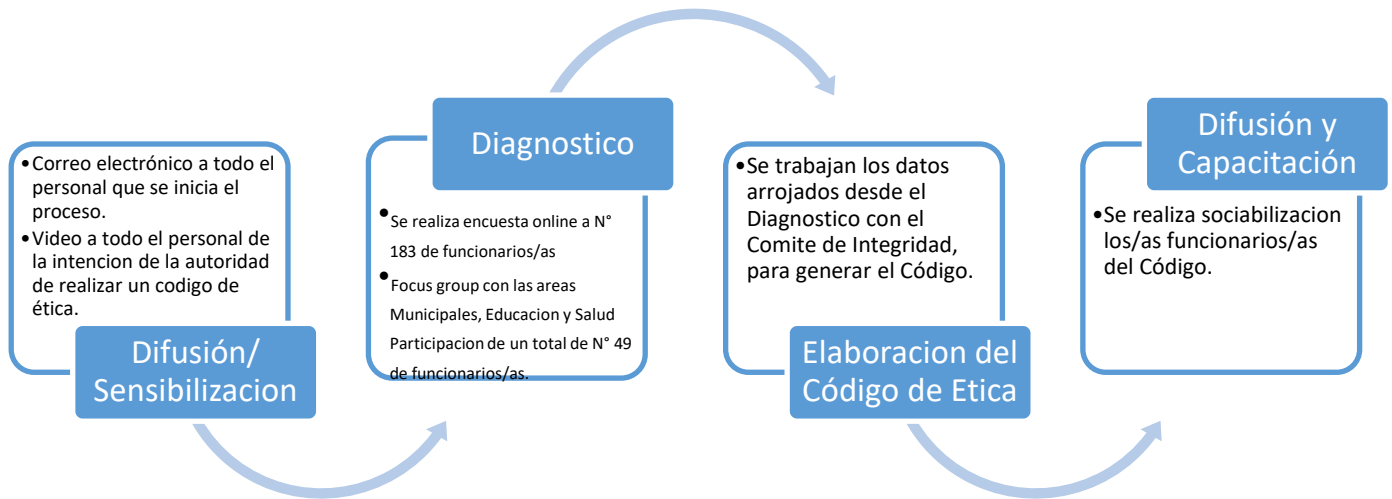 •Correo electrónico a todo el
personal que se inicia el
proceso.
•Video a todo el personal de
la intencion de la autoridad
de realizar un codigo de
ética.
Difusión/
Sensibilizacion
Diagnostico
•Se realiza encuesta online a N°
183 de funcionarios/as
•Focus group con las areas
Municipales, Educacion y Salud
Participacion de un total de N° 49
de funcionarios/as.
•Se trabajan los datos
arrojados desde el
Diagnostico con el
Comite de Integridad,
para generar el Código.
Elaboracion del
Código de Etica
Difusión y
Capacitación
•Se realiza sociabilizacion
los/as funcionarios/as
del Código.